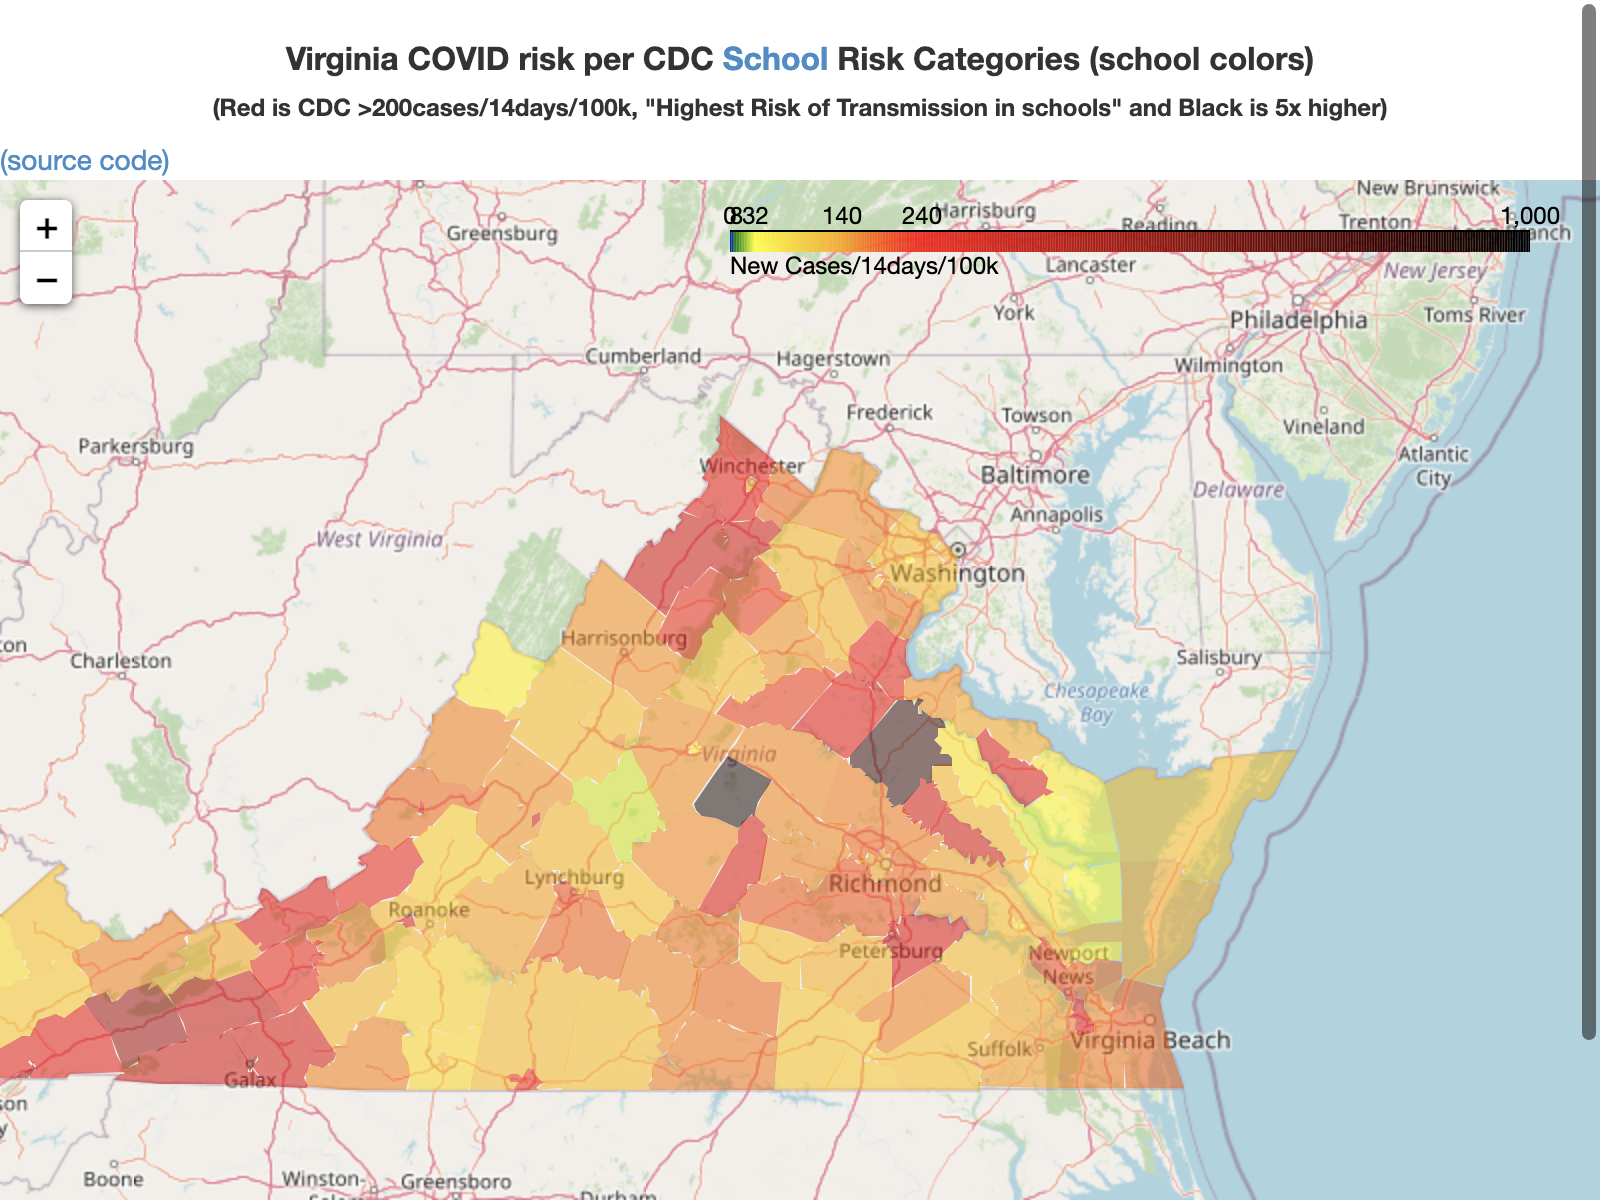 Virginia COVID risk per CDC School Risk Categories (school colors)
(Red is CDC >200cases/14days/100k, "Highest Risk of Transmission in schools" and Black is 5x higher)
(source code)
+
−
0 8 32 140 240 1,000
New Cases/14days/100k
New Brunswick
Harrisburg
Reading
Trenton
Long Branch
Greensburg
Lancaster
New Jersey
York
Philadelphia
Toms River
Cumberland
Hagerstown
Wilmington
Frederick
Towson
Vineland
Parkersburg
Winchester
Baltimore
Atlantic
City
Delaware
Annapolis
West Virginia
Washington
Harrisonburg
Charleston
Salisbury
Chesapeake
Bay
Virginia
Lynchburg
Richmond
Roanoke
Petersburg
Newport
News
Suffolk
Virginia Beach
Galax
Boone
Winston-
Greensboro
Durham